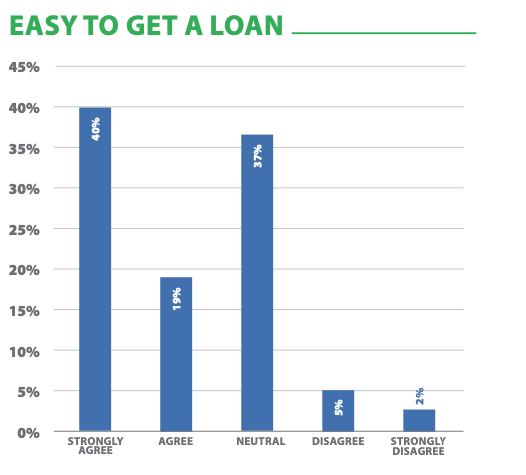 EASY TO GET A LOAN
45%
40%
35%
30%
25%
20%
15%
10%
5%
0%
40%
19%
37%
5%
2%
STRONGLY
AGREE
AGREE
NEUTRAL
DISAGREE
STRONGLY
DISAGREE